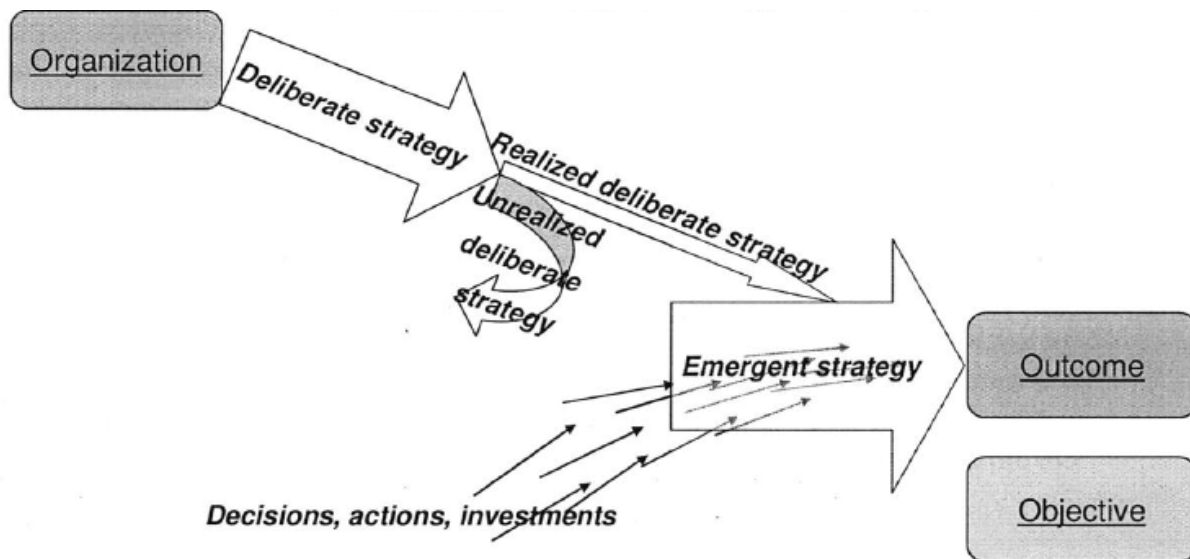 Organization
Deliberate strategy
Realized deliberate strategy
Unrealized
deliberate
strategy
Emergent strategy
Outcome
Decisions, actions, investments
Objective